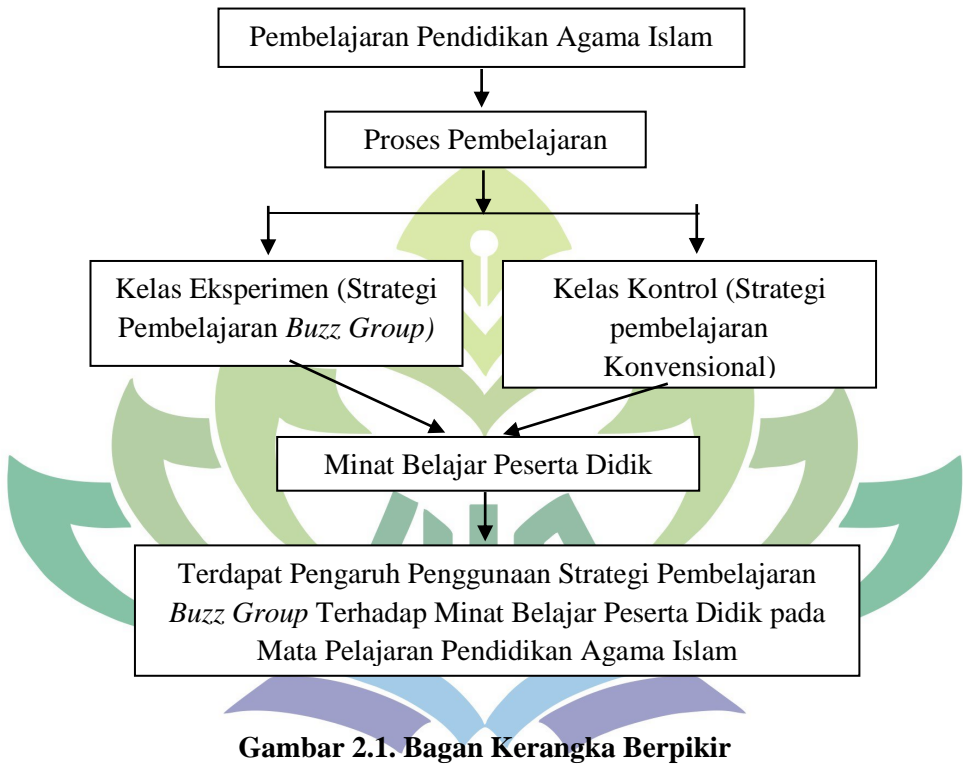 Pembelajaran Pendidikan Agama Islam
Proses Pembelajaran
Kelas Eksperimen (Strategi
Pembelajaran Buzz Group)
Kelas Kontrol (Strategi
pembelajaran
Konvensional)
Minat Belajar Peserta Didik
Terdapat Pengaruh Penggunaan Strategi Pembelajaran
Buzz Group Terhadap Minat Belajar Peserta Didik pada
Mata Pelajaran Pendidikan Agama Islam
Gambar 2.1. Bagan Kerangka Berpikir